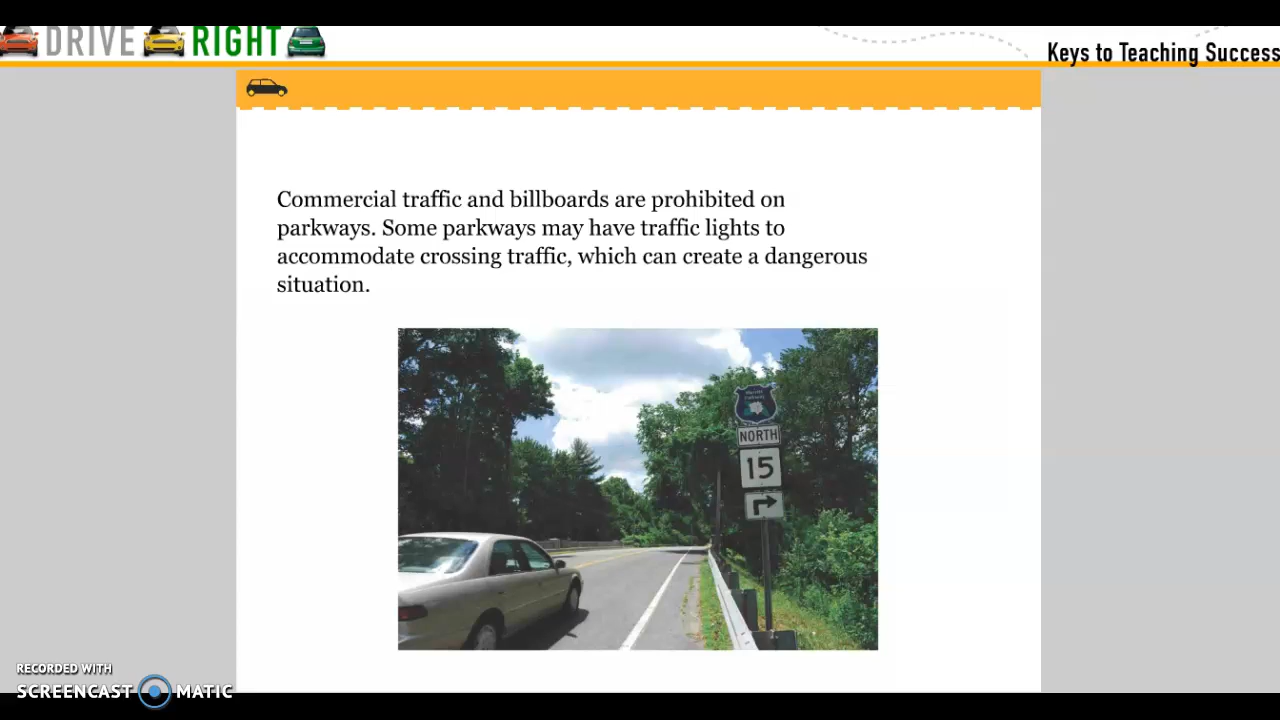 DRIVE RIGHT
Keys to Teaching Success
Commercial traffic and billboards are prohibited on
parkways. Some parkways may have traffic lights to
accommodate crossing traffic, which can create a dangerous
situation.
NORTH
15
RECORDED WITH
SCREENCAST MATIC